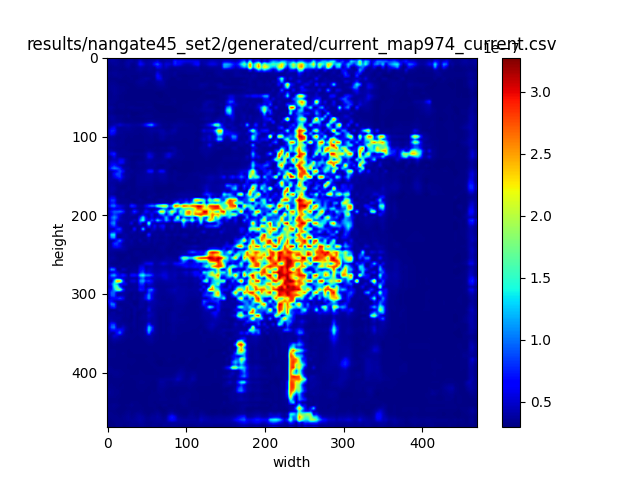 results/nangate45_set2/generated/current_map974_current.csv
1e−7
0
100
200
300
400
height
0 100 200 300 400
width
3.0
2.5
2.0
1.5
1.0
0.5